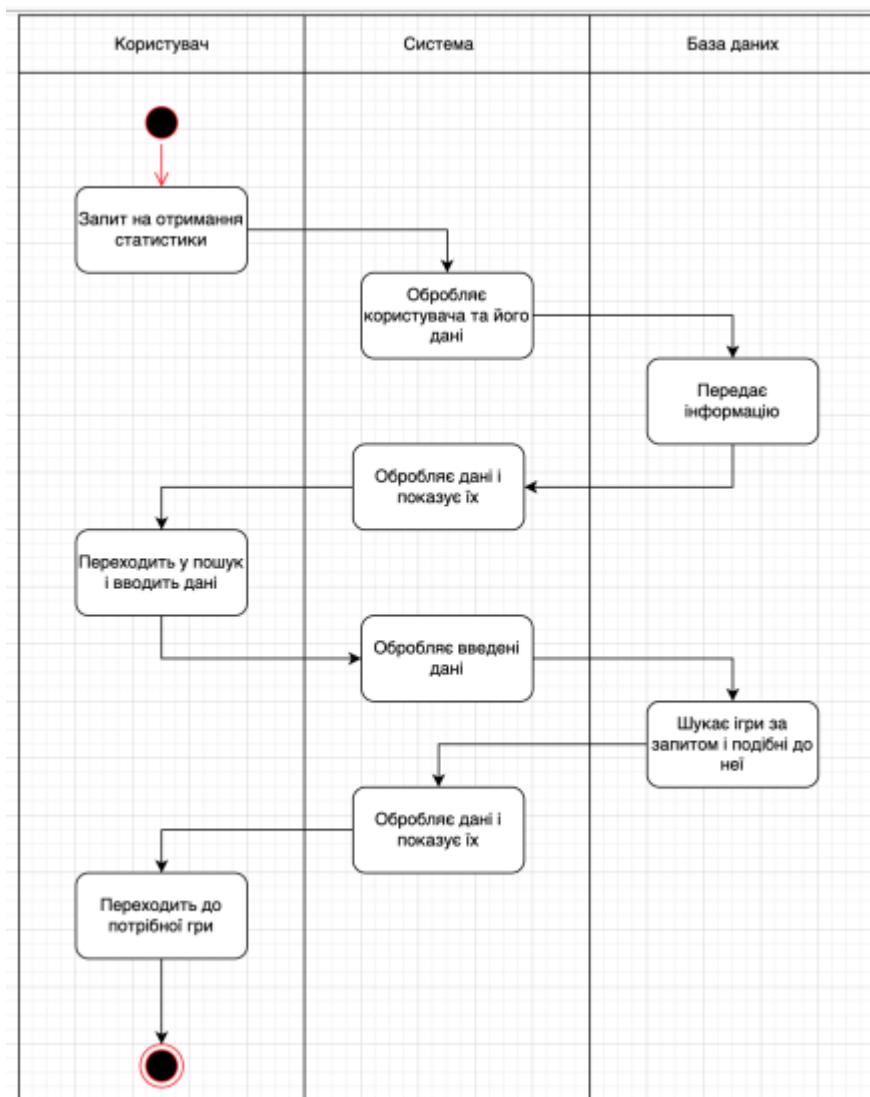 Користувач
Система
База даних
Запит на отримання
статистики
Обробляє
користувача та його
дані
Передає
інформацію
Обробляє дані і
показує їх
Переходить у пошук
і вводить дані
Обробляє введені
дані
Шукає ігри за
запитом і подібні до
неї
Обробляє дані і
показує їх
Переходить до
потрібної гри